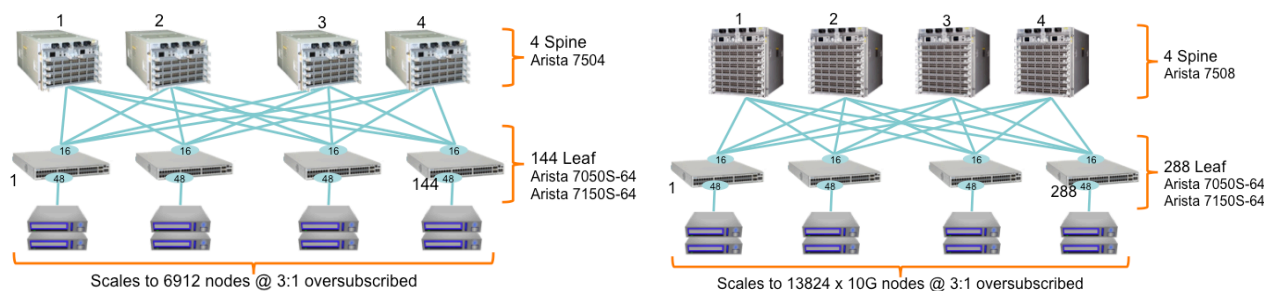 1 2 3 4
4 Spine
Arista 7504
16 16 16 16
1 48 48 48 144 48
144 Leaf
Arista 7050S-64
Arista 7150S-64
Scales to 6912 nodes @ 3:1 oversubscribed
1 2 3 4
4 Spine
Arista 7508
16 16 16 16
1 48 48 48 288 48
288 Leaf
Arista 7050S-64
Arista 7150S-64
Scales to 13824 x 10G nodes @ 3:1 oversubscribed